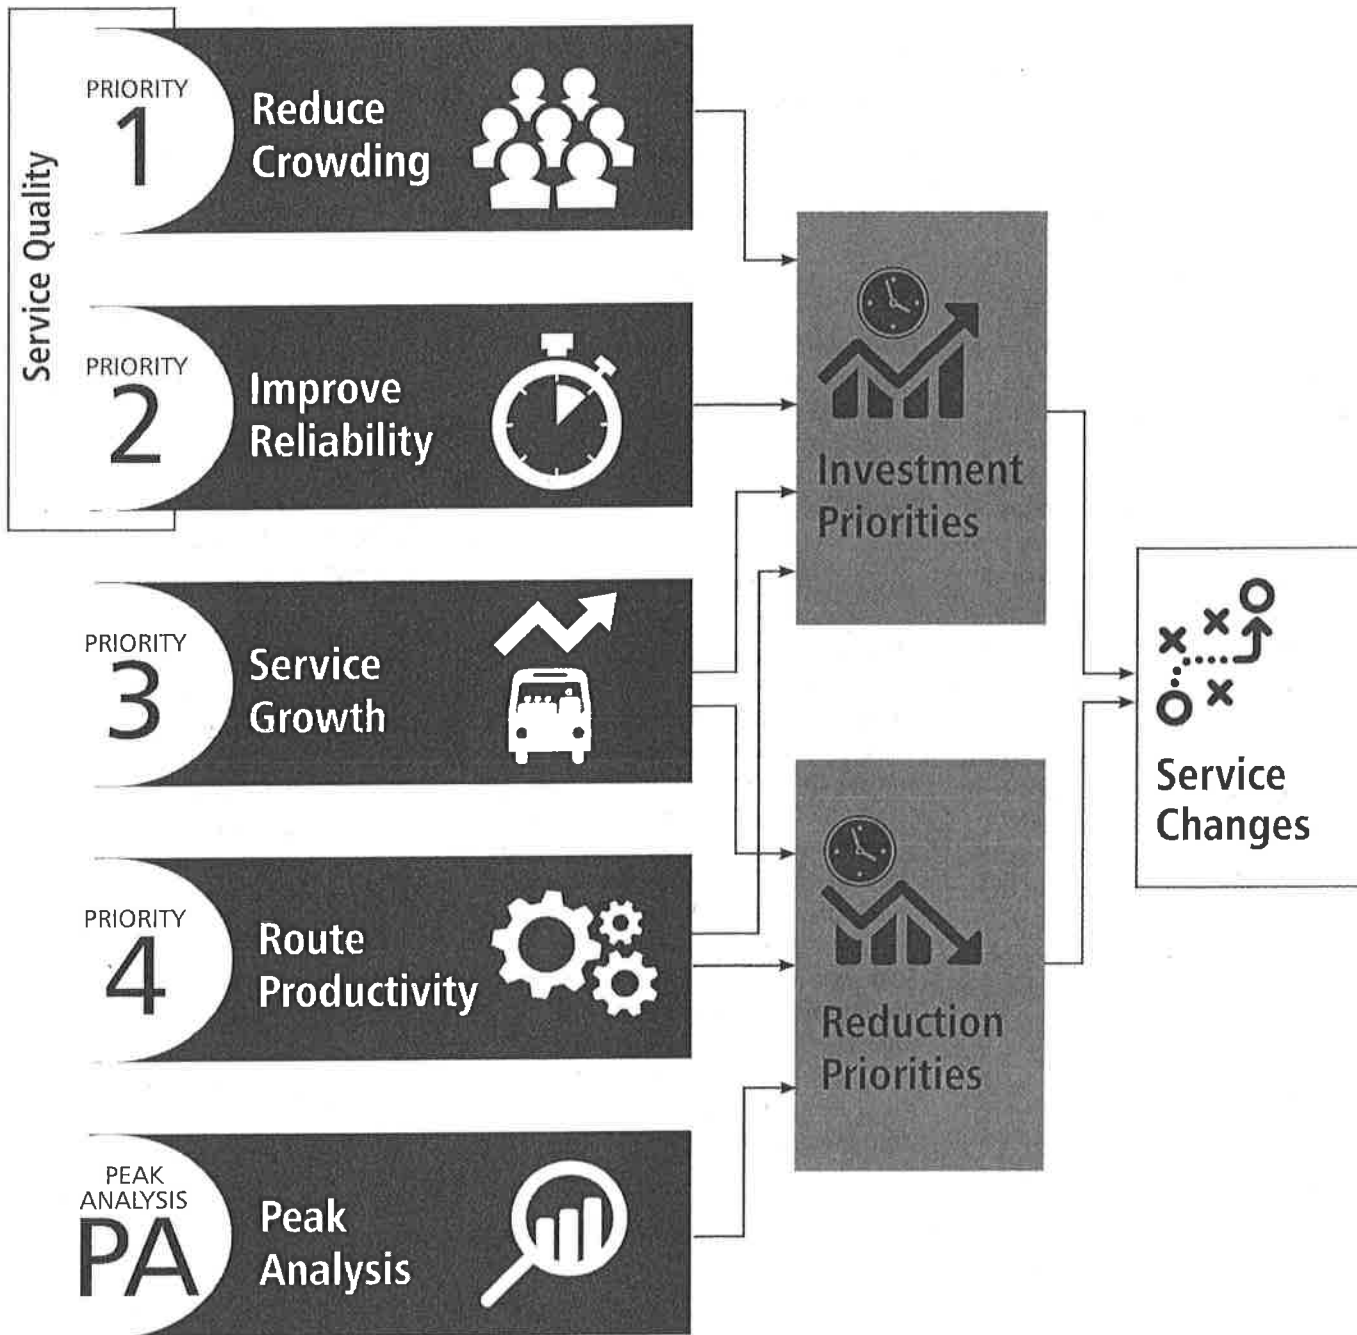 Service Quality
PRIORITY
1
Reduce
Crowding
PRIORITY
2
Improve
Reliability
PRIORITY
3
Service
Growth
PRIORITY
4
Route
Productivity
PEAK
ANALYSIS
PA
Peak
Analysis
Investment
Priorities
Reduction
Priorities
Service
Changes